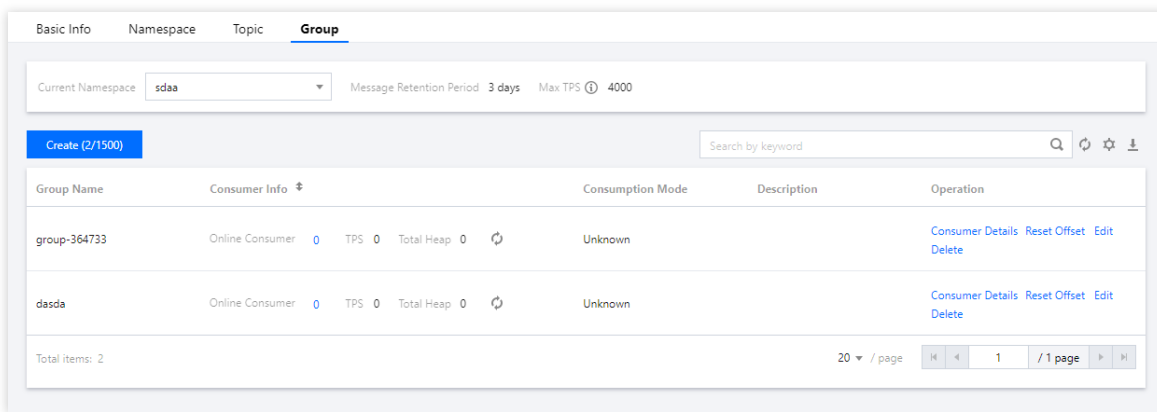 Basic Info Namespace Topic Group
Current Namespace sdaa Message Retention Period 3 days Max TPS 4000
Create (2/1500) Search by keyword
Group Name Consumer Info Consumption Mode Description Operation
group-364733 Online Consumer 0 TPS 0 Total Heap 0 Unknown Consumer Details Reset Offset Edit
Delete
dasda Online Consumer 0 TPS 0 Total Heap 0 Unknown Consumer Details Reset Offset Edit
Delete
Total items: 2 20 / page 1 / 1 page